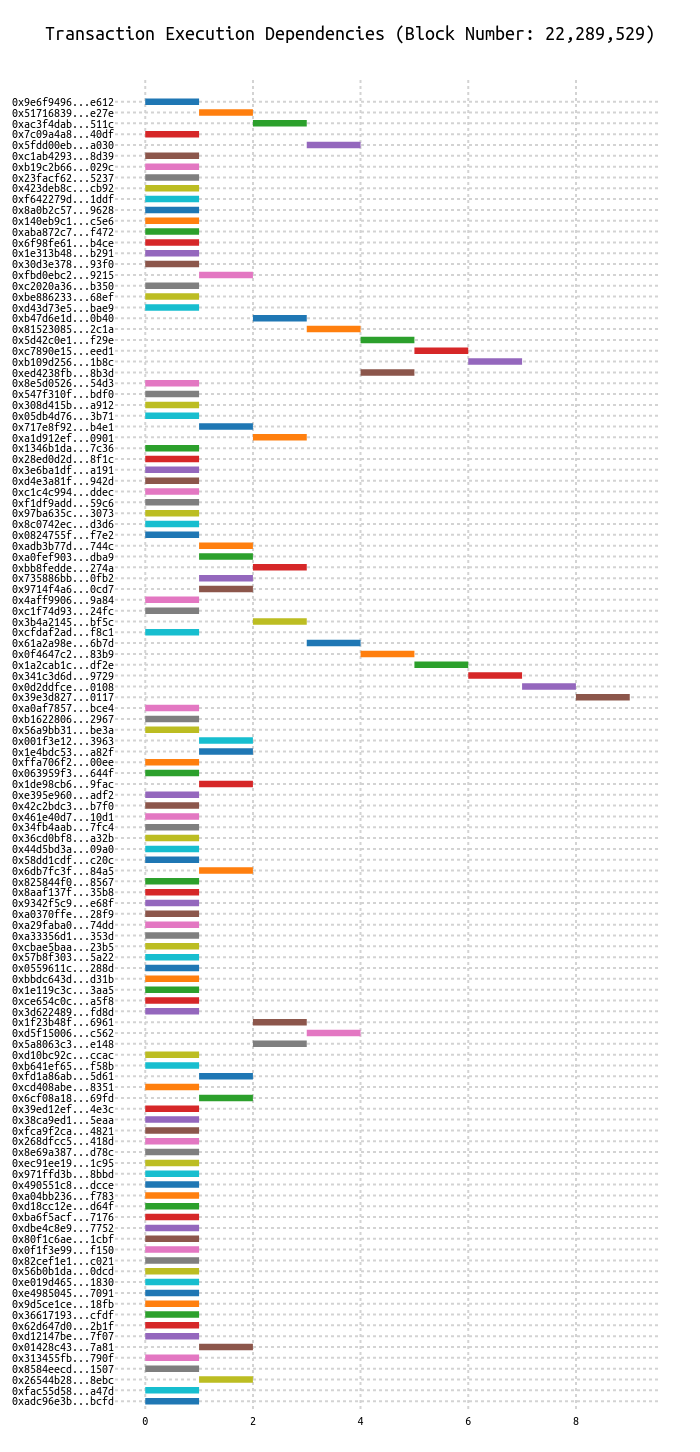 Transaction Execution Dependencies (Block Number: 22,289,529)
0x9e6f9496...e612
0x51716839...e27e
0xac3f4dab...511c
0x7c09a4a8...40df
0x5fdd00eb...a030
0xc1ab4293...8d39
0xb19c2b66...029c
0x23facf62...5237
0x423deb8c...cb92
0xf642279d...1ddf
0x8a0b2c57...9628
0x140eb9c1...c5e6
0xaba872c7...f472
0x6f98fe61...b4ce
0x1e313b48...b291
0x30d3e378...93f0
0xfbd0ebc2...9215
0xc2020a36...b350
0xbe886233...68ef
0xd43d73e5...bae9
0xb47d6e1d...0b40
0x81523085...2c1a
0x5d42c0e1...f29e
0xc7890e15...eed1
0xb109d256...1b8c
0xed4238fb...8b3d
0x8e5d0526...54d3
0x547f310f...bdf0
0x308d415b...a912
0x05db4d76...3b71
0x717e8f92...b4e1
0xa1d912ef...0901
0x1346b1da...7c36
0x28ed0d2d...8f1c
0x3e6ba1df...a191
0xd4e3a81f...942d
0xc1c4c994...ddec
0xf1df9add...59c6
0x97ba635c...3073
0x8c0742ec...d3d6
0x0824755f...f7e2
0xadb3b77d...744c
0xa0fef903...dba9
0xbb8fedde...274a
0x735886bb...0fb2
0x9714f4a6...0cd7
0x4aff9906...9a84
0xc1f74d93...24fc
0x3b4a2145...bf5c
0xcfdaf2ad...f8c1
0x61a2a98e...6b7d
0x0f4647c2...83b9
0x1a2cab1c...df2e
0x341c3d6d...9729
0x0d2ddfce...0108
0x39e3d827...0117
0xa0af7857...bce4
0xb1622806...2967
0x56a9bb31...be3a
0x001f3e12...3963
0x1e4bdc53...a82f
0xffa706f2...00ee
0x063959f3...644f
0x1de98cb6...9fac
0xe395e960...adf2
0x42c2bdc3...b7f0
0x461e40d7...10d1
0x34fb4aab...7fc4
0x36cd0bf8...a32b
0x44d5bd3a...09a0
0x58dd1cdf...c20c
0x6db7fc3f...84a5
0x825844f0...8567
0x8aaf137f...35b8
0x9342f5c9...e68f
0xa0370ffe...28f9
0xa29faba0...74dd
0xa33356d1...353d
0xcbae5baa...23b5
0x57b8f303...5a22
0x0559611c...288d
0xbbdc643d...d31b
0x1e119c3c...3aa5
0xce654c0c...a5f8
0x3d622489...fd8d
0x1f23b48f...6961
0xd5f15006...c562
0x5a8063c3...e148
0xd10bc92c...ccac
0xb641ef65...f58b
0xfd1a86ab...5d61
0xcd408abe...8351
0x6cf08a18...69fd
0x39ed12ef...4e3c
0x38ca9ed1...5eaa
0xfca9f2ca...4821
0x268dfcc5...418d
0x8e69a387...d78c
0xec91ee19...1c95
0x971ffd3b...8bbd
0x490551c8...dcce
0xa04bb236...f783
0xd18cc12e...d64f
0xba6f5acf...7176
0xdbe4c8e9...7752
0x80f1c6ae...1cbf
0x0f1f3e99...f150
0x82cef1e1...c021
0x56b0b1da...0dcd
0xe019d465...1830
0xe4985045...7091
0x9d5ce1ce...18fb
0x36617193...cfdf
0x62d647d0...2b1f
0xd12147be...7f07
0x01428c43...7a81
0x313455fb...790f
0x8584eecd...1507
0x26544b28...8ebc
0xfac55d58...a47d
0xadc96e3b...bcfd
0 2 4 6 8